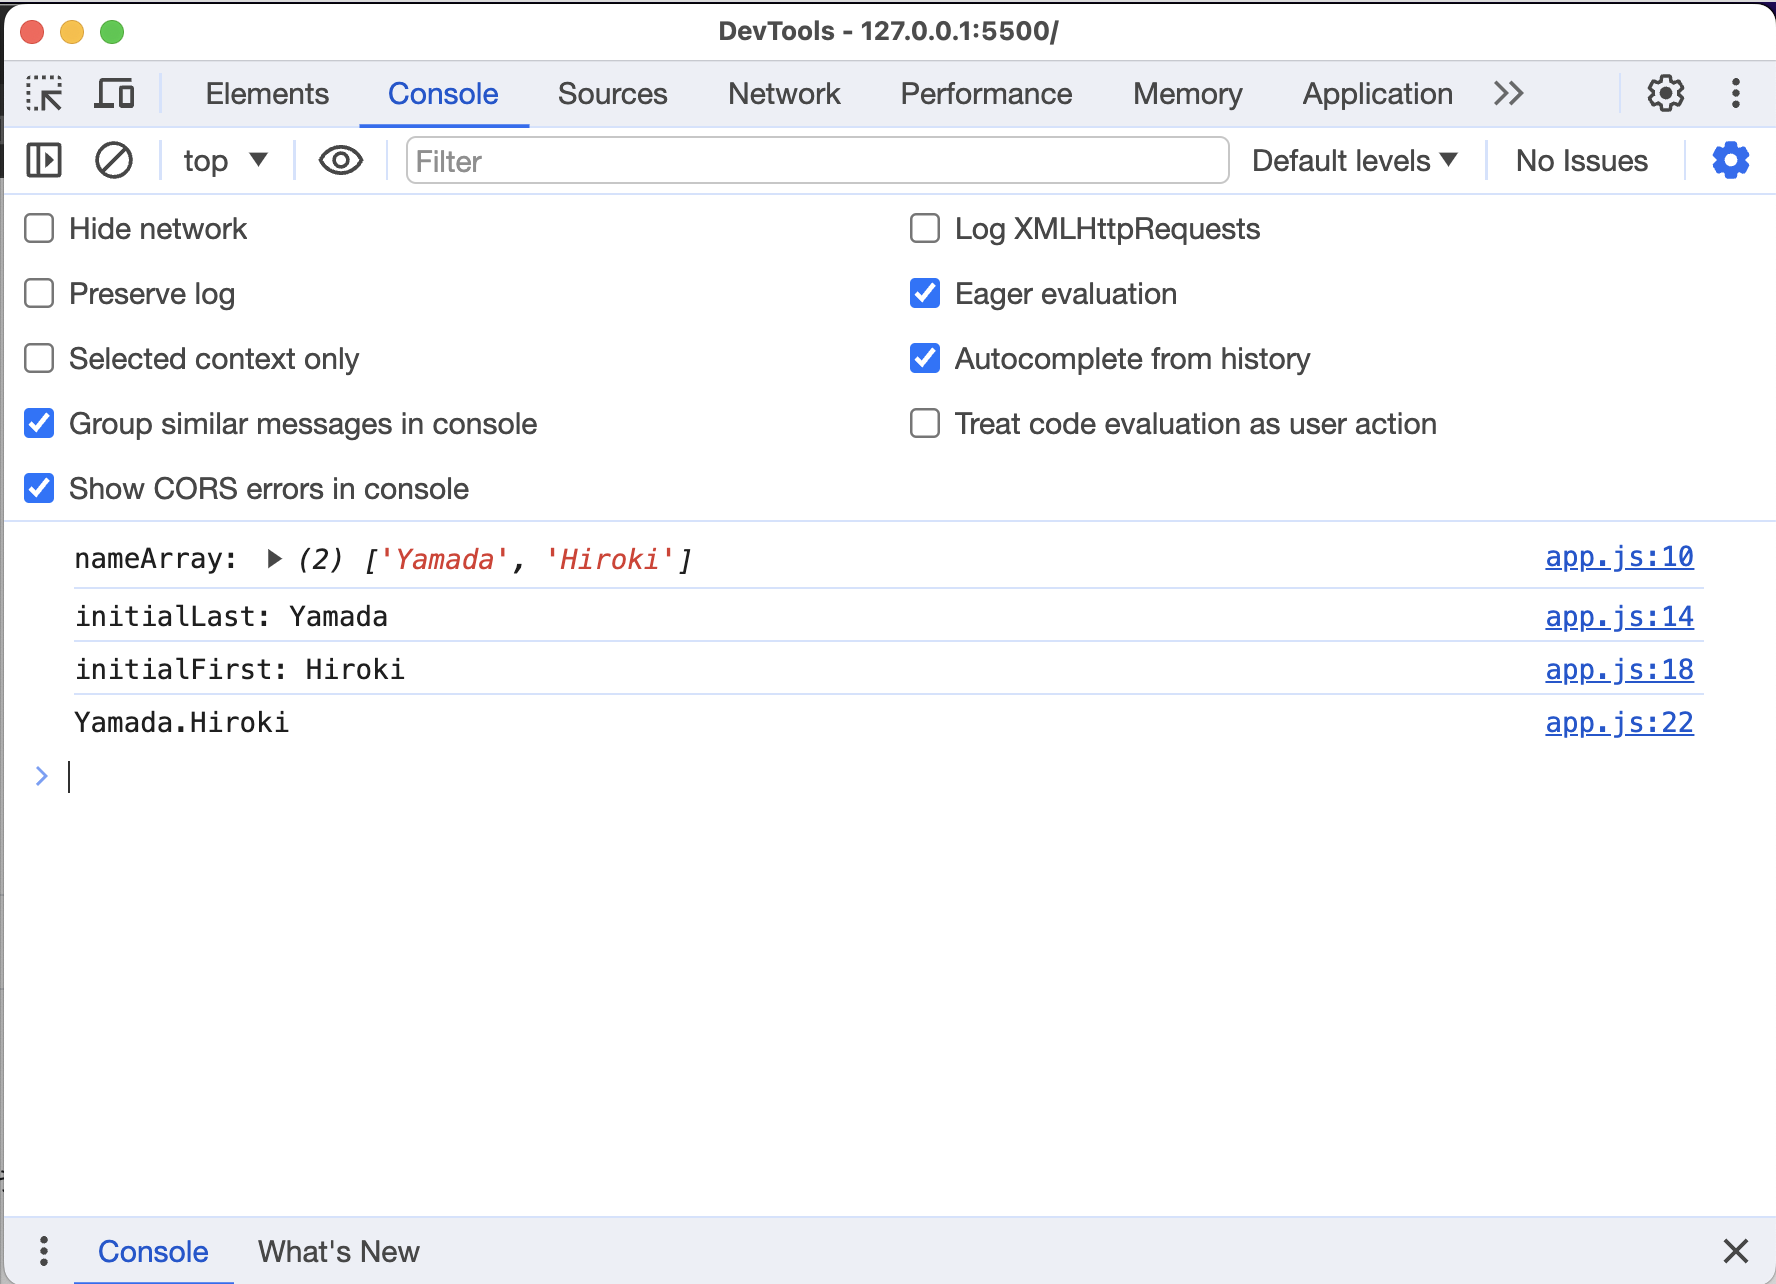 DevTools - 127.0.0.1:5500/
Elements Console Sources Network Performance Memory Application
top Filter Default levels No Issues
Hide network
Log XMLHttpRequests
Preserve log
Eager evaluation
Selected context only
Autocomplete from history
Group similar messages in console
Treat code evaluation as user action
Show CORS errors in console
nameArray: ▶ (2) ['Yamada', 'Hiroki'] app.js:10
initialLast: Yamada app.js:14
initialFirst: Hiroki app.js:18
Yamada.Hiroki app.js:22
>
Console What's New